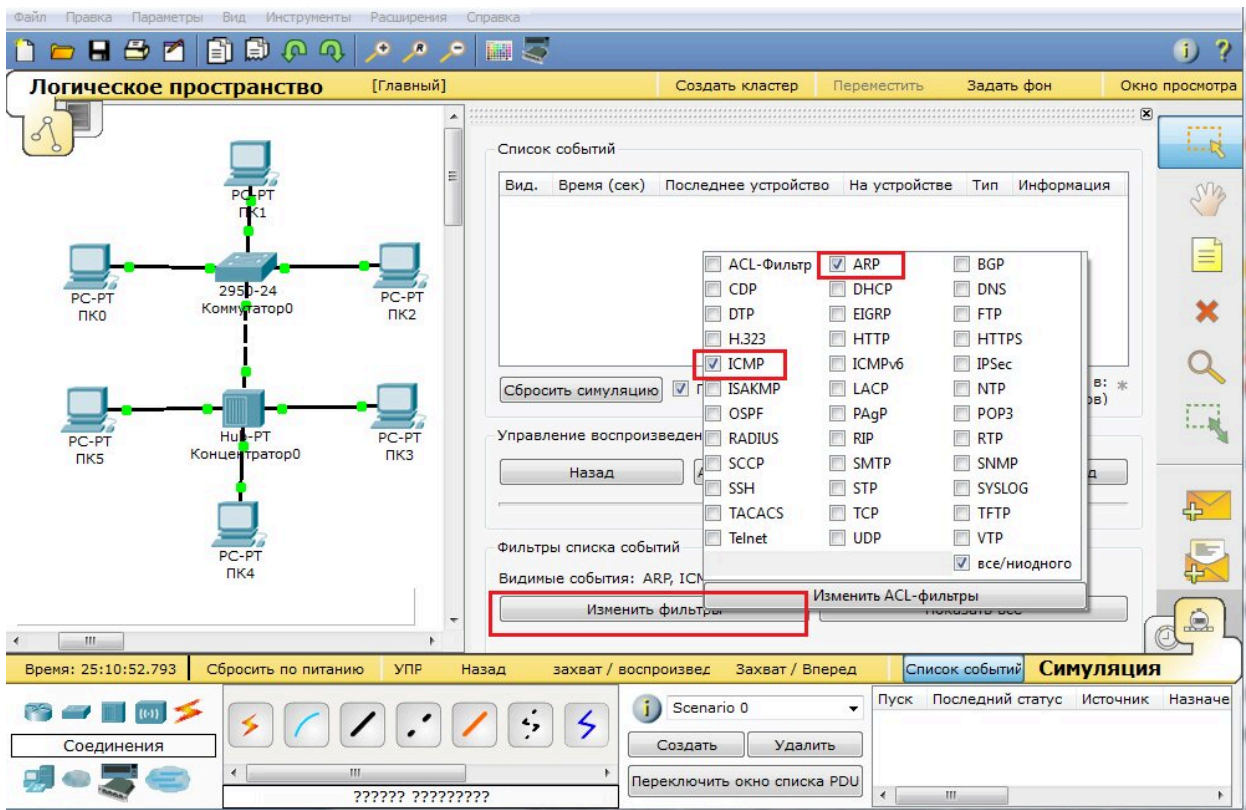 Файл Правка Параметры Вид Инструменты Расширения Справка
Логическое пространство [Главный] Создать кластер Переместить Задать фон Окно просмотра
PC-PT
ПК1
PC-PT
ПК0
2950-24
Коммутатор0
PC-PT
ПК2
PC-PT
ПК5
Hub-PT
Концентратор0
PC-PT
ПК3
PC-PT
ПК4
Список событий
Вид. Время (сек) Последнее устройство На устройстве Тип Информация
ACL-Фильтр ARP BGP
CDP DHCP DNS
DTP EIGRP FTP
H.323 HTTP HTTPS
ICMP ICMPv6 IPSec
ISAKMP LACP NTP
OSPF PAgP POP3
RADIUS RIP RTP
SCCP SMTP SNMP
SSH STP SYSLOG
TACACS TCP TFTP
Telnet UDP VTP
все/ниодного
Изменить ACL-фильтры
Сбросить симуляцию
Управление воспроизведен
Назад
Фильтры списка событий
Видимые события: ARP, ICM
Изменить фильтры
Показать все
Время: 25:10:52.793 Сбросить по питанию УПР Назад захват / воспроизвед Захват / Вперед Список событий Симуляция
Соединения
?????? ?????????
Scenario 0
Создать Удалить
Переключить окно списка PDU
Пуск Последний статус Источник Назначе